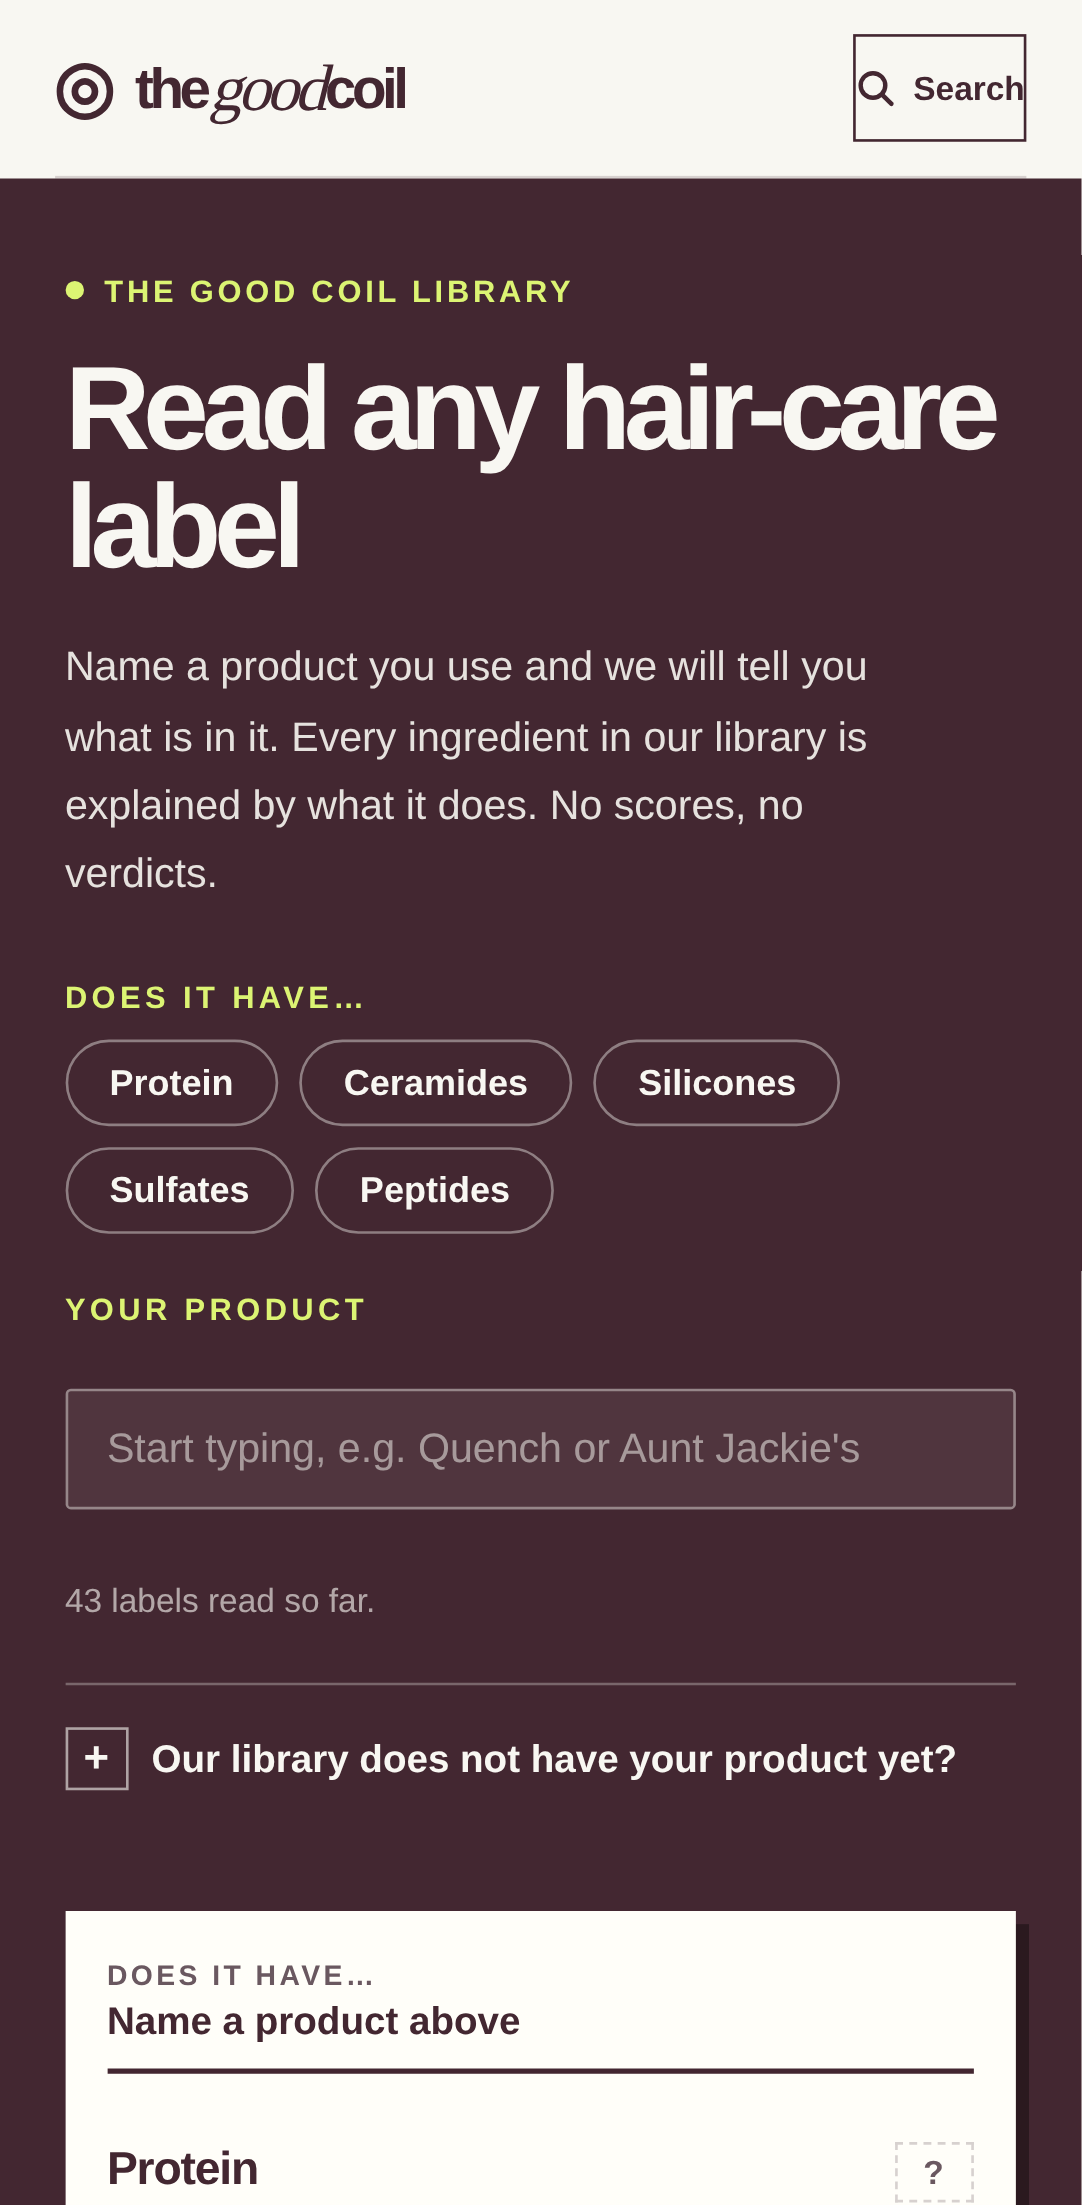 thegoodcoil
Search
THE GOOD COIL LIBRARY
Read any hair-care
label
Name a product you use and we will tell you
what is in it. Every ingredient in our library is
explained by what it does. No scores, no
verdicts.
DOES IT HAVE…
Protein Ceramides Silicones
Sulfates Peptides
YOUR PRODUCT
Start typing, e.g. Quench or Aunt Jackie's
43 labels read so far.
+ Our library does not have your product yet?
DOES IT HAVE…
Name a product above
Protein ?